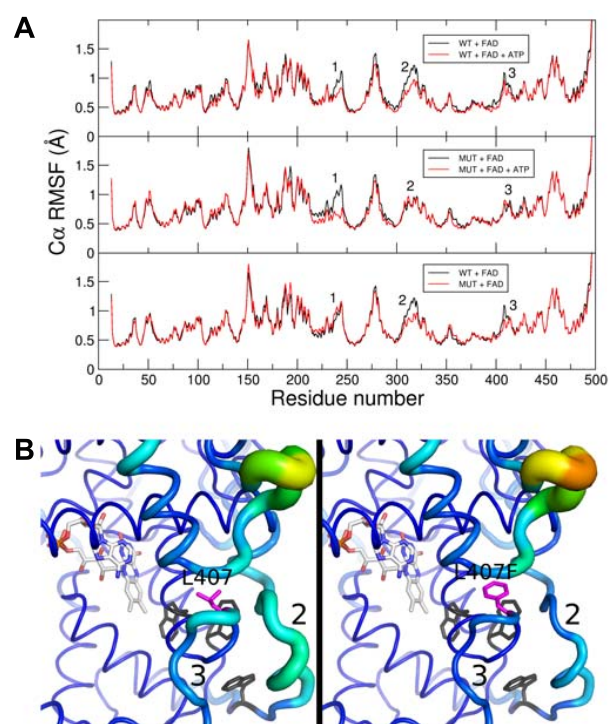 A
WT + FAD
WT + FAD + ATP
1
2
3
1.5
1
0.5
MUT + FAD
MUT + FAD + ATP
1
2
3
1.5
1
0.5
Cα RMSF (Å)
0
WT + FAD
MUT + FAD
1
2
3
1.5
1
0.5
0
0 50 100 150 200 250 300 350 400 450 500
Residue number
B
L407
2
3
L407F
2
3